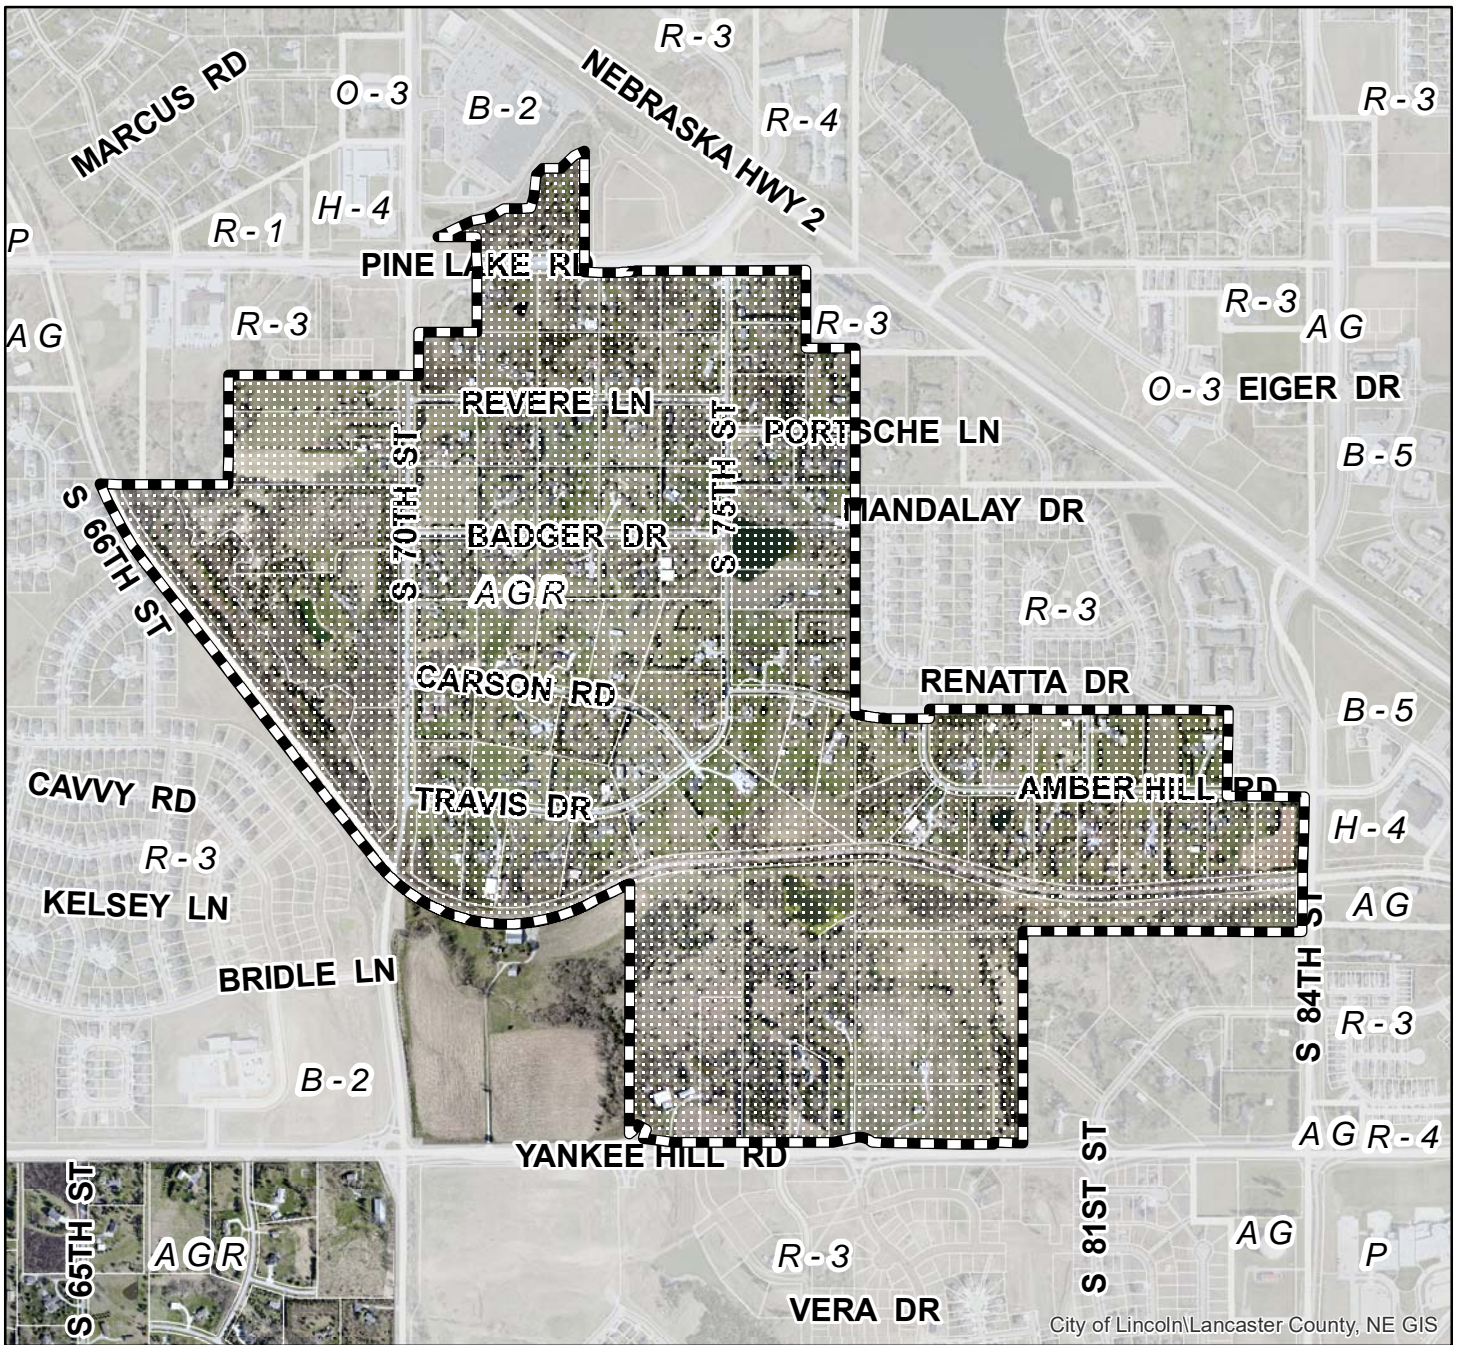 R-3
MARCUS RD
O-3
B-2
NEBRASKA HWY 2
R-4
R-3
H-4
R-1
P
PINE LAKE RD
R-3
AG
R-3
R-3
AG
REVERE LN
O-3
EIGER DR
PORTSCHE LN
B-5
S 70TH ST
S 75TH ST
S 66TH ST
MANDALAY DR
BADGER DR
AGR
R-3
CARSON RD
RENATTA DR
B-5
CAVVY RD
TRAVIS DR
AMBER HILL RD
H-4
R-3
KELSEY LN
AG
BRIDLE LN
S 84TH ST
R-3
B-2
AG
R-4
YANKEE HILL RD
S 65TH ST
AGR
S 81ST ST
R-3
AG
P
VERA DR
City of Lincoln\Lancaster County, NE GIS